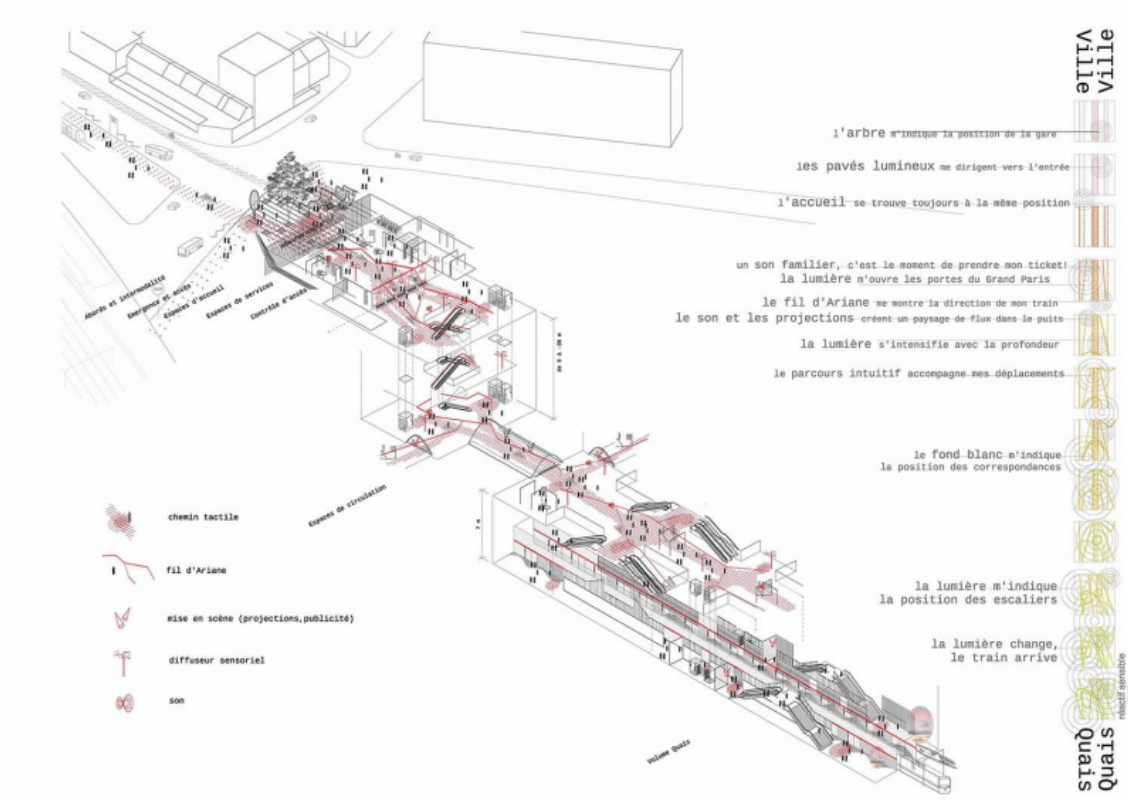 Ville
Ville
l'arbre m'indique la position de la gare
les pavés lumineux me dirigent vers l'entrée
l'accueil se trouve toujours à la même position
un son familier, c'est le moment de prendre mon ticket!
la lumière m'ouvre les portes du Grand Paris
le fil d'Ariane me montre la direction de mon train
le son et les projections créent un paysage de flux dans le puits
la lumière s'intensifie avec la profondeur
le parcours intuitif accompagne mes déplacements
le fond blanc m'indique
la position des correspondances
la lumière m'indique
la position des escaliers
la lumière change,
le train arrive
réactif sensible
Quais
Quais
Abords et intermodalité
Emergence et accès
Espaces d'accueil
Espaces de services
Contrôle d'accès
Espaces de circulation
Volume Quais
chemin tactile
fil d'Ariane
mise en scène (projections,publicité)
diffuseur sensoriel
son